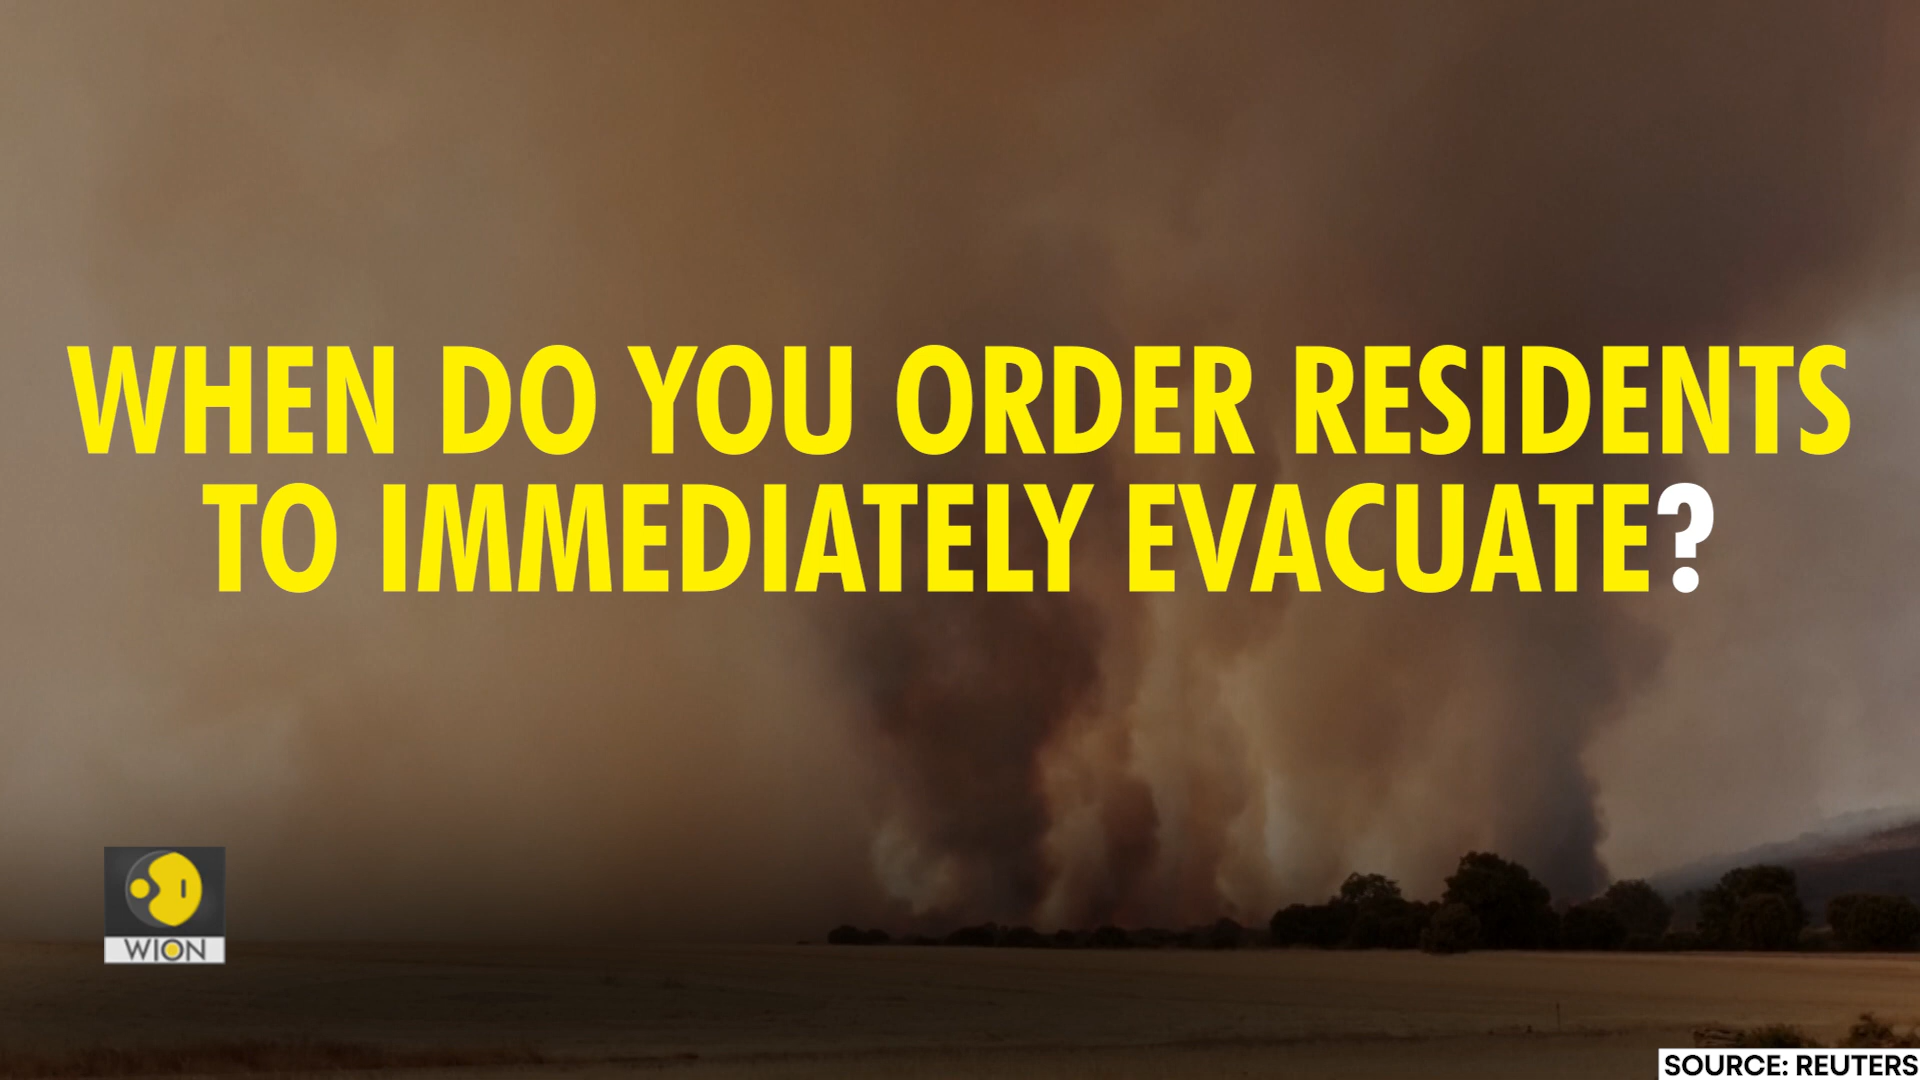 WHEN DO YOU ORDER RESIDENTS
TO IMMEDIATELY EVACUATE?
WION
SOURCE: REUTERS